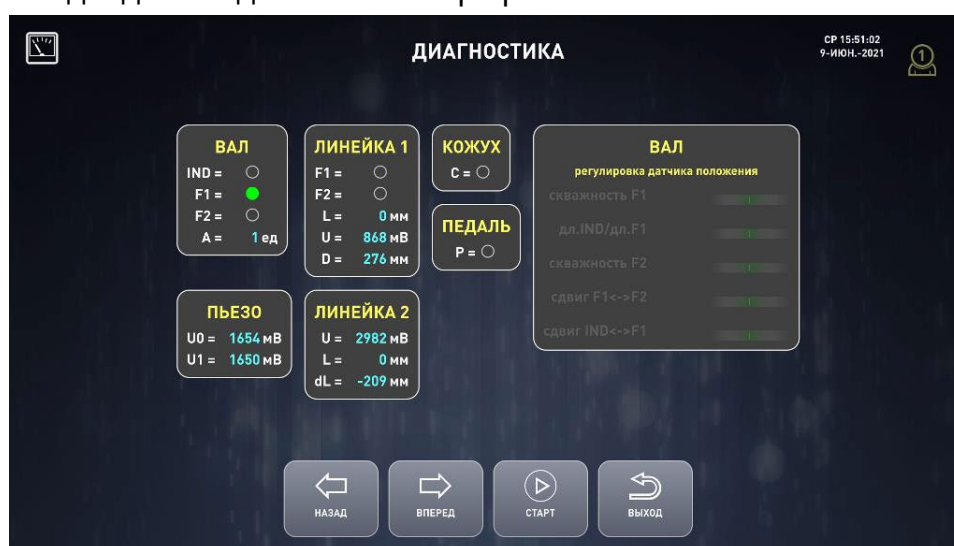 ДИАГНОСТИКА
СР 15:51:02
9-ИЮН.-2021
1
ВАЛ
IND =
F1 =
F2 =
A = 1 ед
ЛИНЕЙКА 1
F1 =
F2 =
L = 0 мм
U = 868 мВ
D = 276 мм
КОЖУХ
C =
ПЕДАЛЬ
P =
ВАЛ
регулировка датчика положения
скважность F1
дл.IND/дл.F1
скважность F2
сдвиг F1<->F2
сдвиг IND<->F1
ПЬЕЗО
U0 = 1654 мВ
U1 = 1650 мВ
ЛИНЕЙКА 2
U = 2982 мВ
L = 0 мм
dL = -209 мм
НАЗАД
ВПЕРЕД
СТАРТ
ВЫХОД